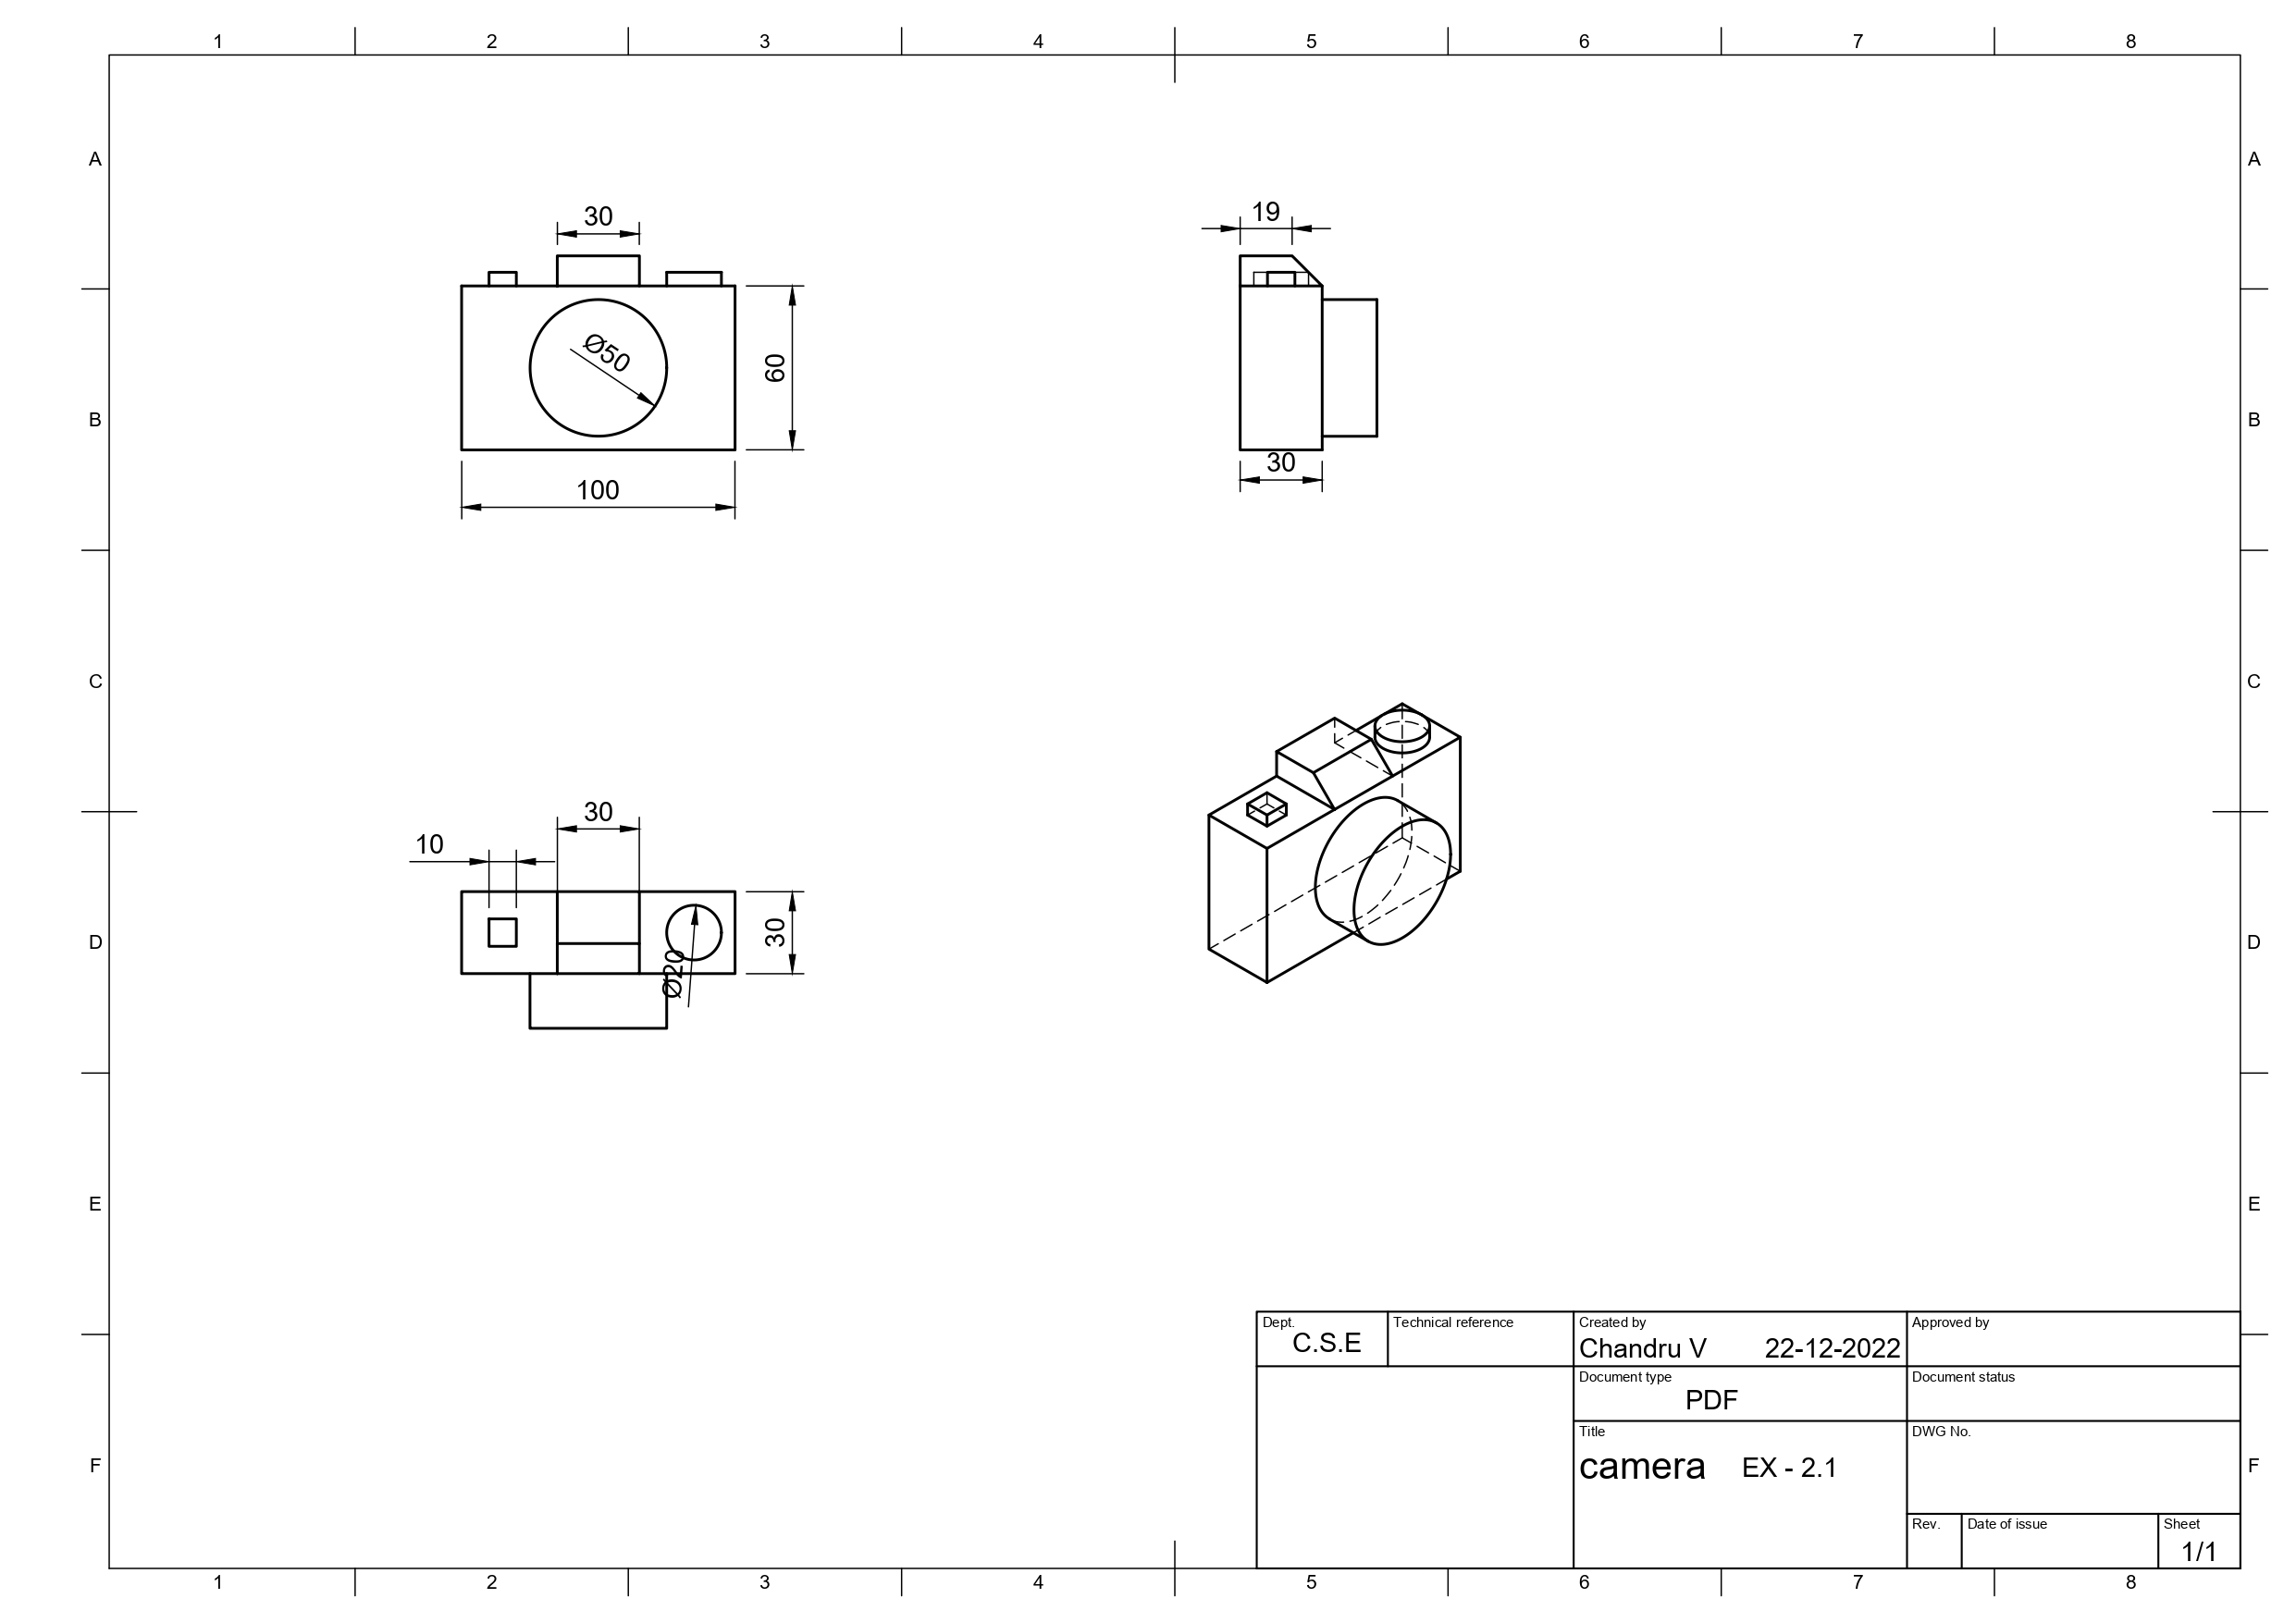 1 2 3 4 5 6 7 8
A A
30
19
B B
Ø50
60
30
100
C C
30
10
D D
30
Ø20
E E
Dept. Technical reference Created by Approved by
C.S.E Chandru V 22-12-2022
Document type Document status
PDF
Title DWG No.
camera EX - 2.1
F F
Rev. Date of issue Sheet
1/1
1 2 3 4 5 6 7 8